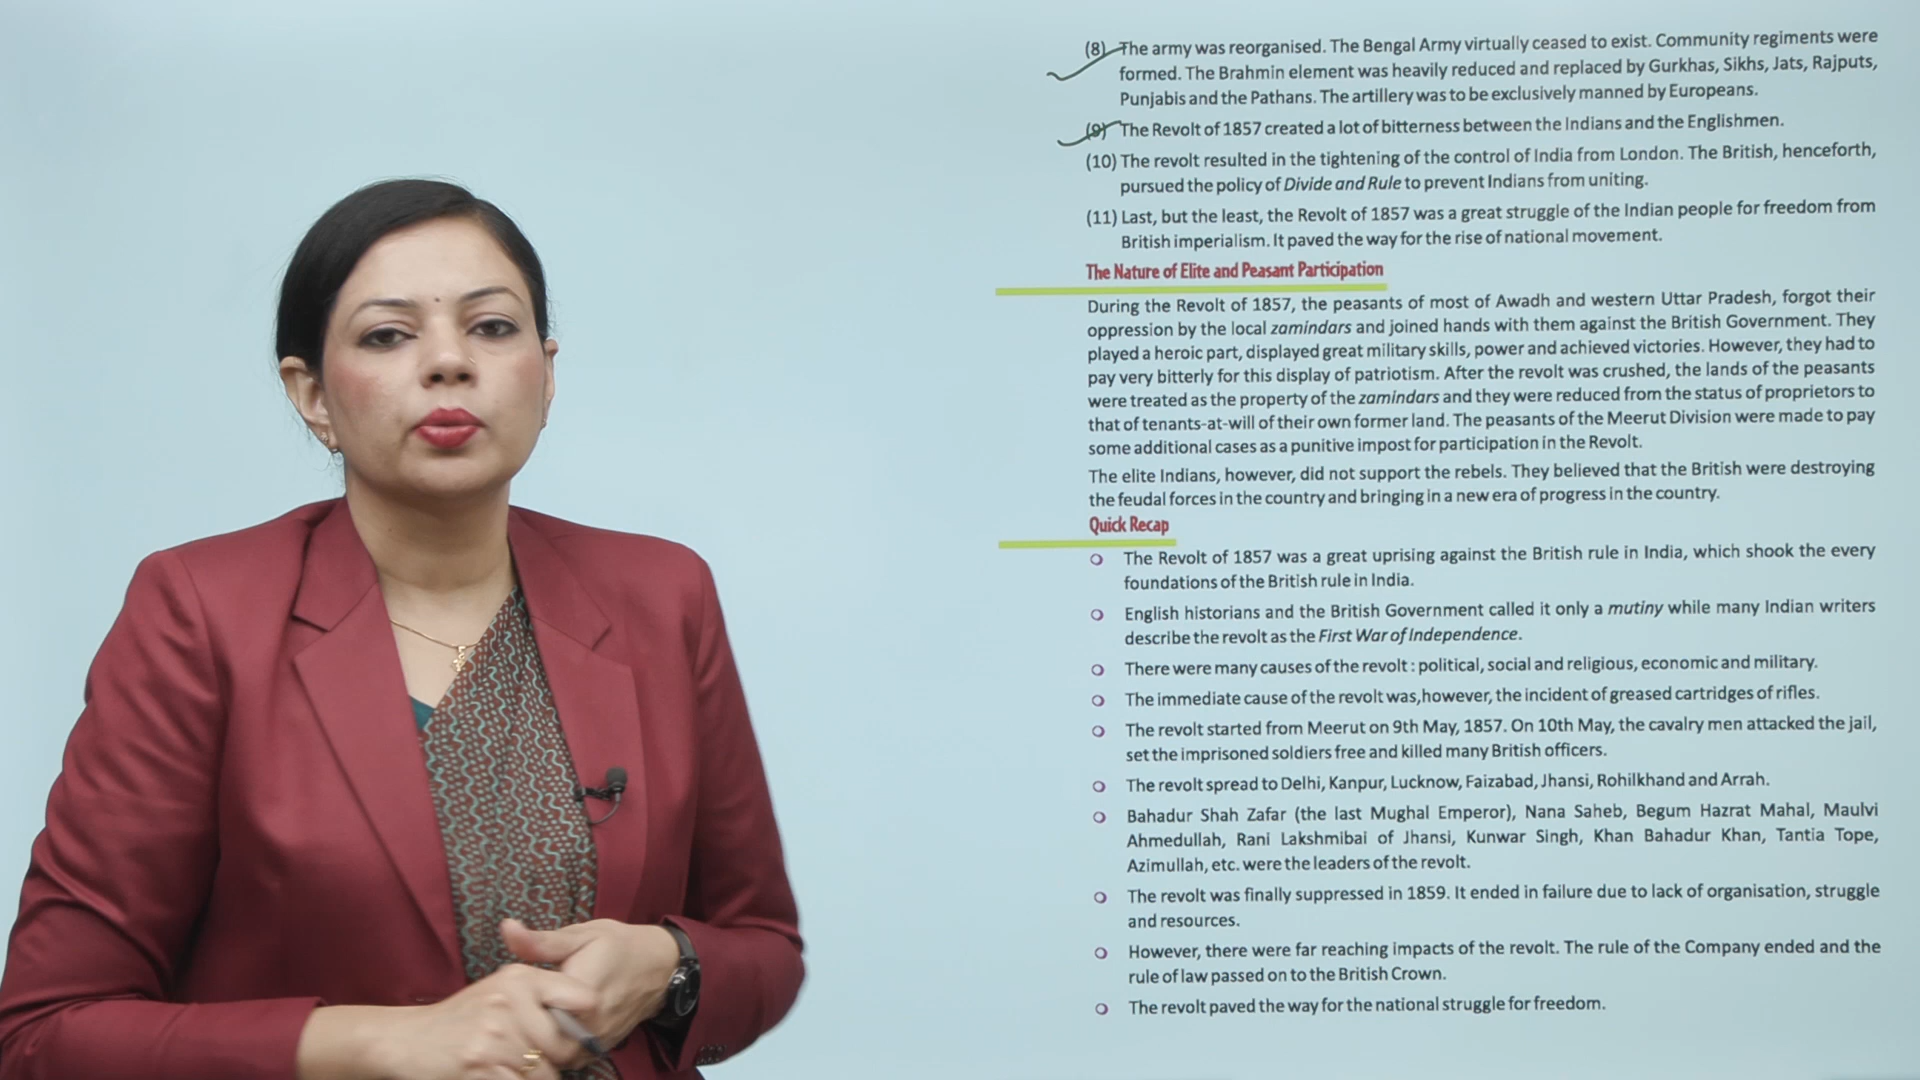 (8) The army was reorganised. The Bengal Army virtually ceased to exist. Community regiments were
formed. The Brahmin element was heavily reduced and replaced by Gurkhas, Sikhs, Jats, Rajputs,
Punjabis and the Pathans. The artillery was to be exclusively manned by Europeans.
(9) The Revolt of 1857 created a lot of bitterness between the Indians and the Englishmen.
(10) The revolt resulted in the tightening of the control of India from London. The British, henceforth,
pursued the policy of Divide and Rule to prevent Indians from uniting.
(11) Last, but the least, the Revolt of 1857 was a great struggle of the Indian people for freedom from
British imperialism. It paved the way for the rise of national movement.
The Nature of Elite and Peasant Participation
During the Revolt of 1857, the peasants of most of Awadh and western Uttar Pradesh, forgot their
oppression by the local zamindars and joined hands with them against the British Government. They
played a heroic part, displayed great military skills, power and achieved victories. However, they had to
pay very bitterly for this display of patriotism. After the revolt was crushed, the lands of the peasants
were treated as the property of the zamindars and they were reduced from the status of proprietors to
that of tenants-at-will of their own former land. The peasants of the Meerut Division were made to pay
some additional cases as a punitive impost for participation in the Revolt.
The elite Indians, however, did not support the rebels. They believed that the British were destroying
the feudal forces in the country and bringing in a new era of progress in the country.
Quick Recap
The Revolt of 1857 was a great uprising against the British rule in India, which shook the every
foundations of the British rule in India.
English historians and the British Government called it only a mutiny while many Indian writers
describe the revolt as the First War of Independence.
There were many causes of the revolt : political, social and religious, economic and military.
The immediate cause of the revolt was,however, the incident of greased cartridges of rifles.
The revolt started from Meerut on 9th May, 1857. On 10th May, the cavalry men attacked the jail,
set the imprisoned soldiers free and killed many British officers.
The revolt spread to Delhi, Kanpur, Lucknow, Faizabad, Jhansi, Rohilkhand and Arrah.
Bahadur Shah Zafar (the last Mughal Emperor), Nana Saheb, Begum Hazrat Mahal, Maulvi
Ahmedullah, Rani Lakshmibai of Jhansi, Kunwar Singh, Khan Bahadur Khan, Tantia Tope,
Azimullah, etc. were the leaders of the revolt.
The revolt was finally suppressed in 1859. It ended in failure due to lack of organisation, struggle
and resources.
However, there were far reaching impacts of the revolt. The rule of the Company ended and the
rule of law passed on to the British Crown.
The revolt paved the way for the national struggle for freedom.